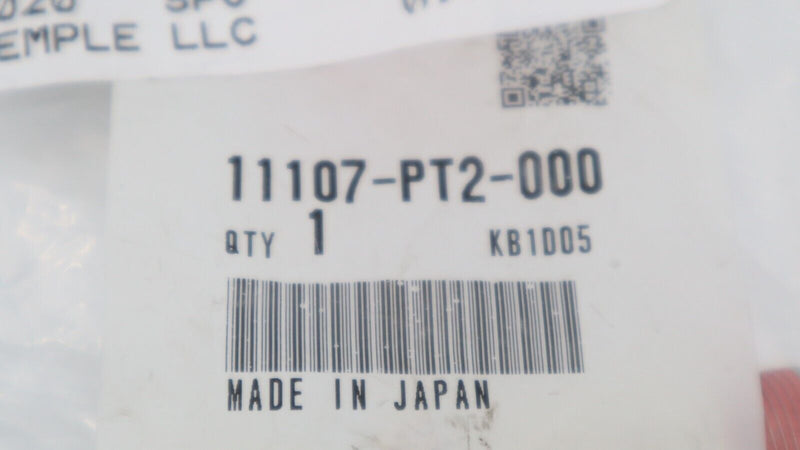 EMPLE LLC
11107-PT2-000
QTY 1 KB1D05
MADE IN JAPAN